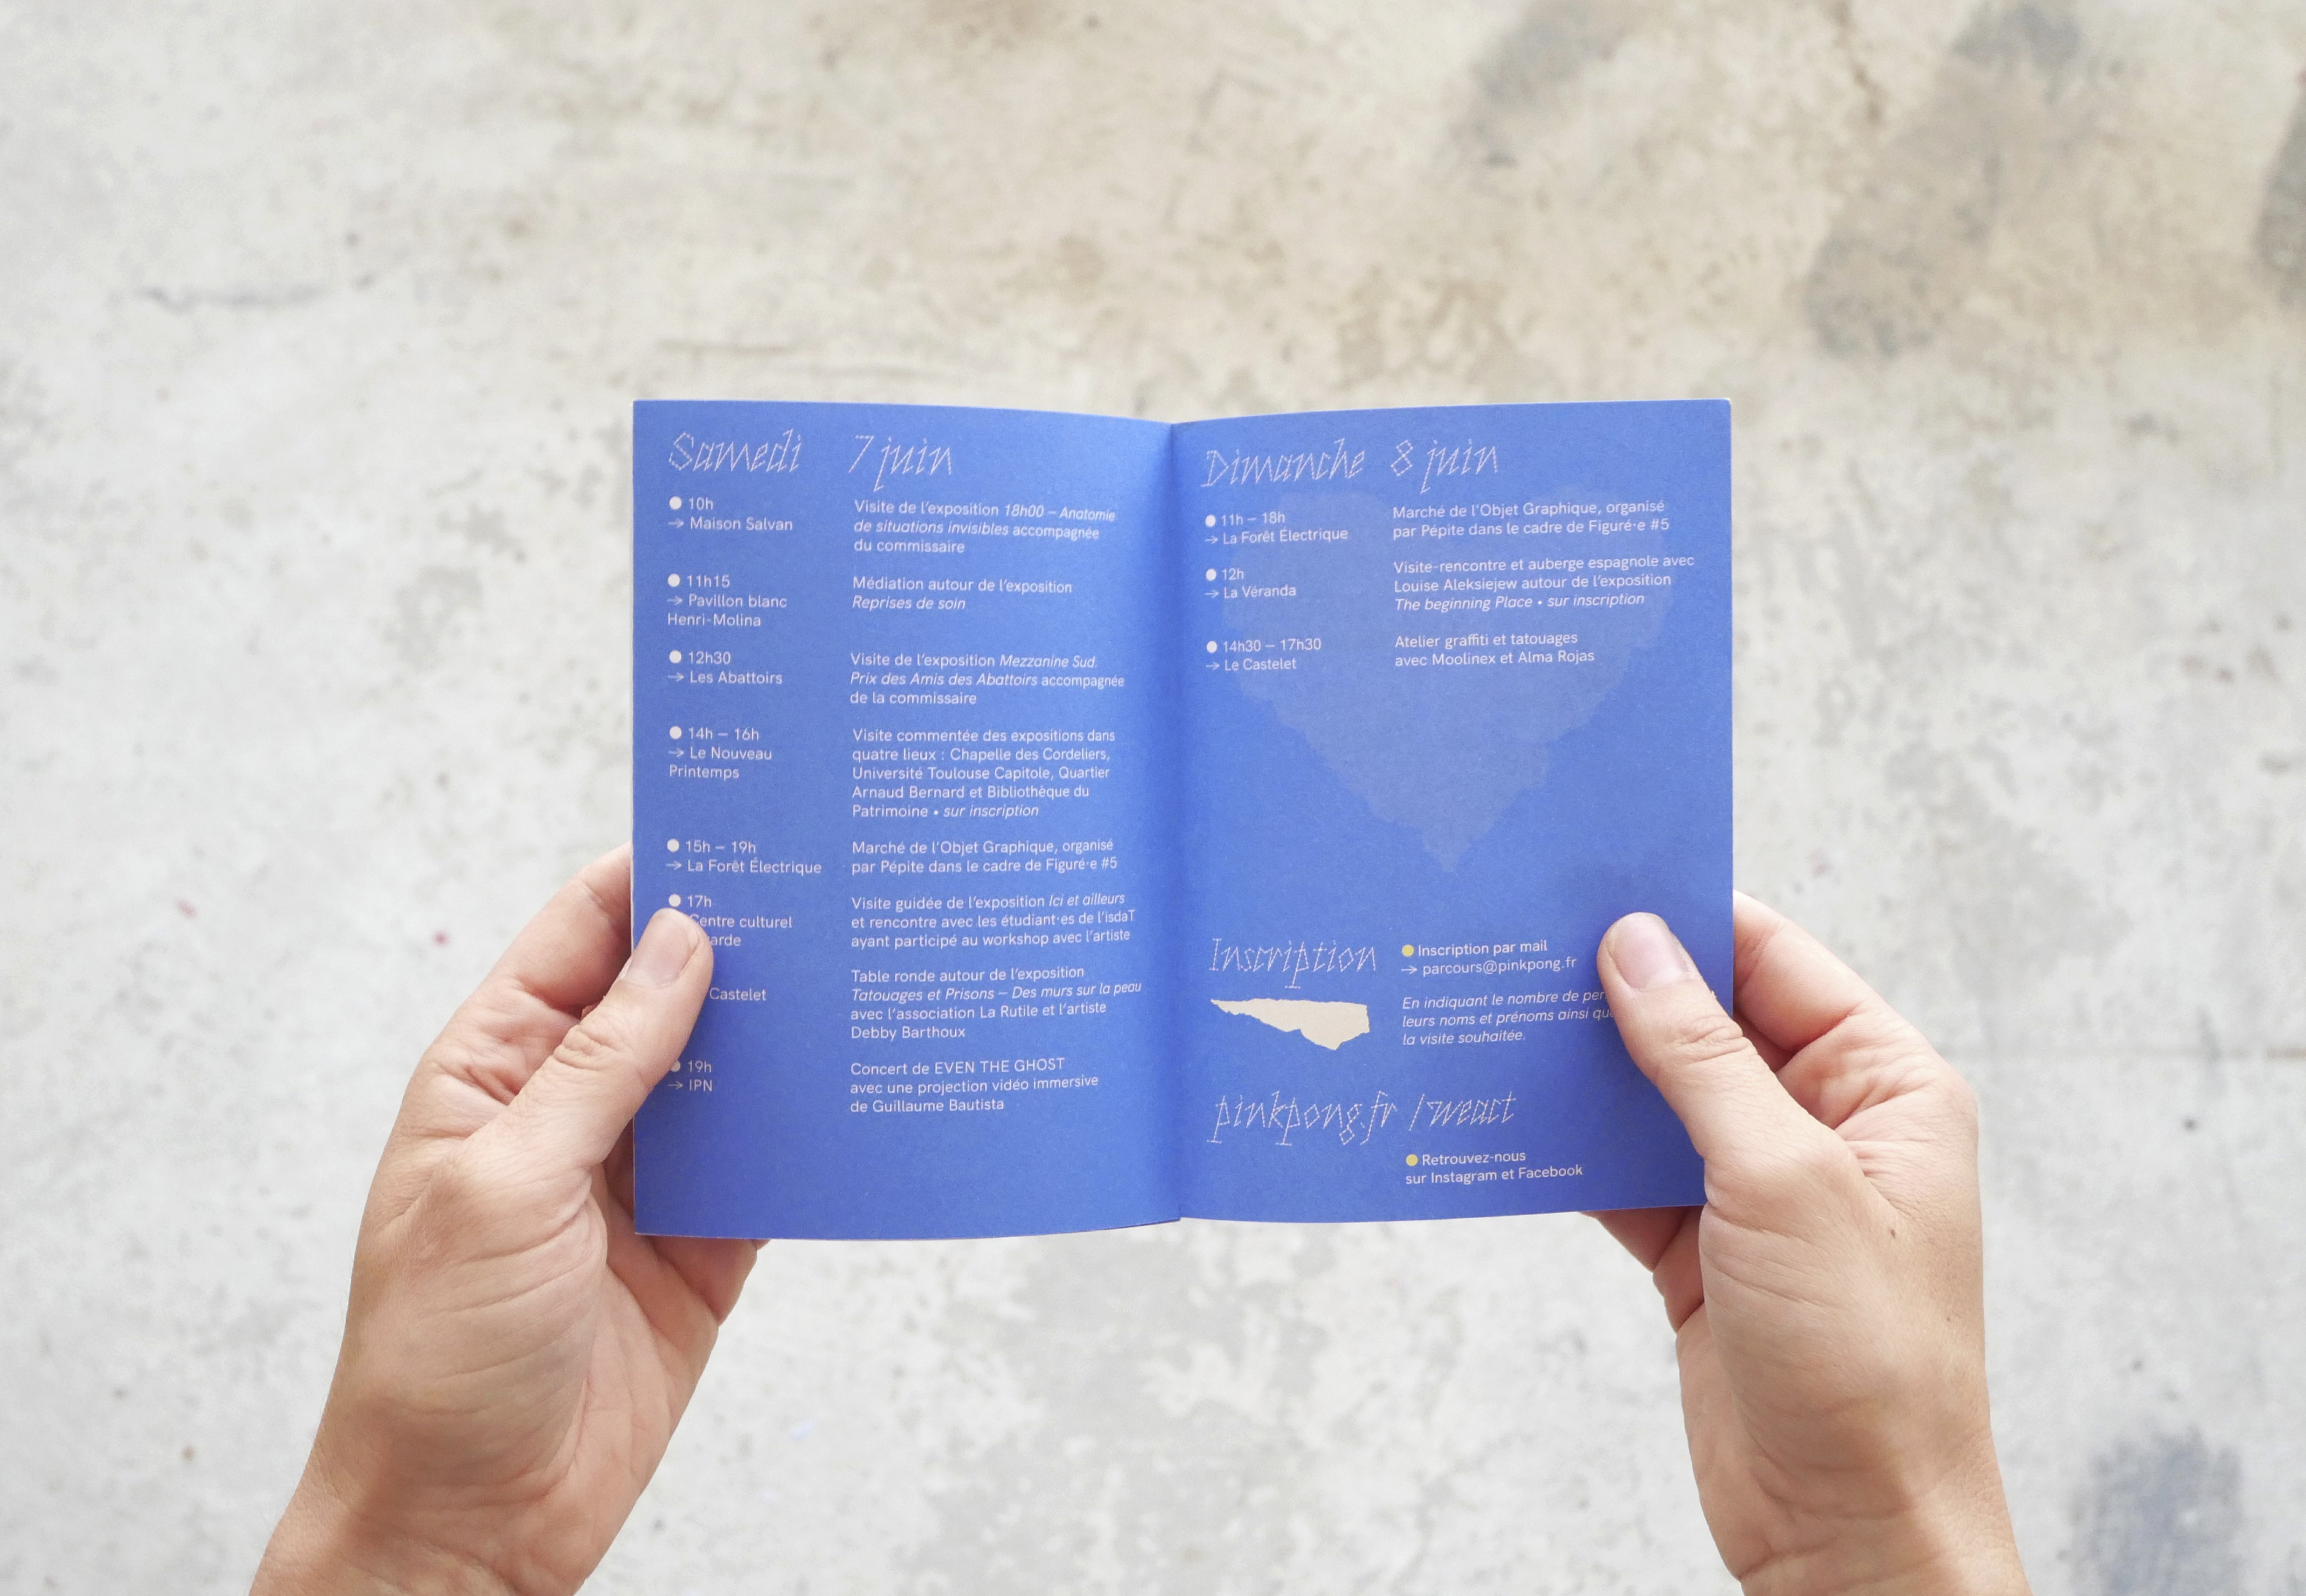 Samedi 7 juin
● 10h
→ Maison Salvan
Visite de l'exposition 18h00 – Anatomie
de situations invisibles accompagnée
du commissaire
● 11h15
→ Pavillon blanc
Henri-Molina
Médiation autour de l'exposition
Reprises de soin
● 12h30
→ Les Abattoirs
Visite de l'exposition Mezzanine Sud.
Prix des Amis des Abattoirs accompagnée
de la commissaire
● 14h – 16h
→ Le Nouveau
Printemps
Visite commentée des expositions dans
quatre lieux : Chapelle des Cordeliers,
Université Toulouse Capitole, Quartier
Arnaud Bernard et Bibliothèque du
Patrimoine • sur inscription
● 15h – 19h
→ La Forêt Électrique
Marché de l'Objet Graphique, organisé
par Pépite dans le cadre de Figuré·e #5
● 17h
Centre culturel
Visite guidée de l'exposition Ici et ailleurs
et rencontre avec les étudiant·es de l'isdaT
ayant participé au workshop avec l'artiste
Castelet
Table ronde autour de l'exposition
Tatouages et Prisons – Des murs sur la peau
avec l'association La Rutile et l'artiste
Debby Barthoux
● 19h
→ IPN
Concert de EVEN THE GHOST
avec une projection vidéo immersive
de Guillaume Bautista
Dimanche 8 juin
● 11h – 18h
→ La Forêt Électrique
Marché de l'Objet Graphique, organisé
par Pépite dans le cadre de Figuré·e #5
● 12h
→ La Véranda
Visite-rencontre et auberge espagnole avec
Louise Aleksiejew autour de l'exposition
The beginning Place • sur inscription
● 14h30 – 17h30
→ Le Castelet
Atelier graffiti et tatouages
avec Moolinex et Alma Rojas
Inscription
● Inscription par mail
→ parcours@pinkpong.fr
En indiquant le nombre de
leurs noms et prénoms ainsi
la visite souhaitée.
pinkpong.fr /weact
● Retrouvez-nous
sur Instagram et Facebook